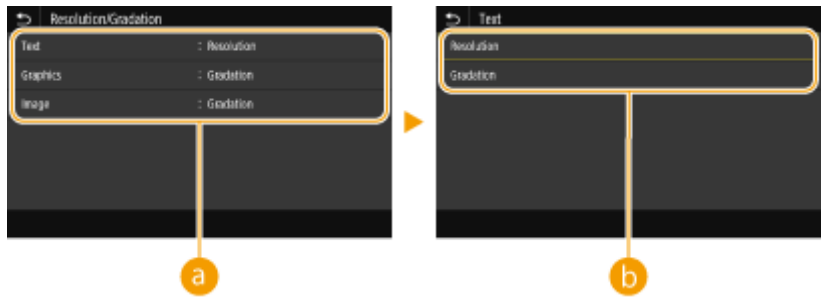 Resolution/Gradation
Text : Resolution
Graphics : Gradation
Image : Gradation
a
Text
Resolution
Gradation
b